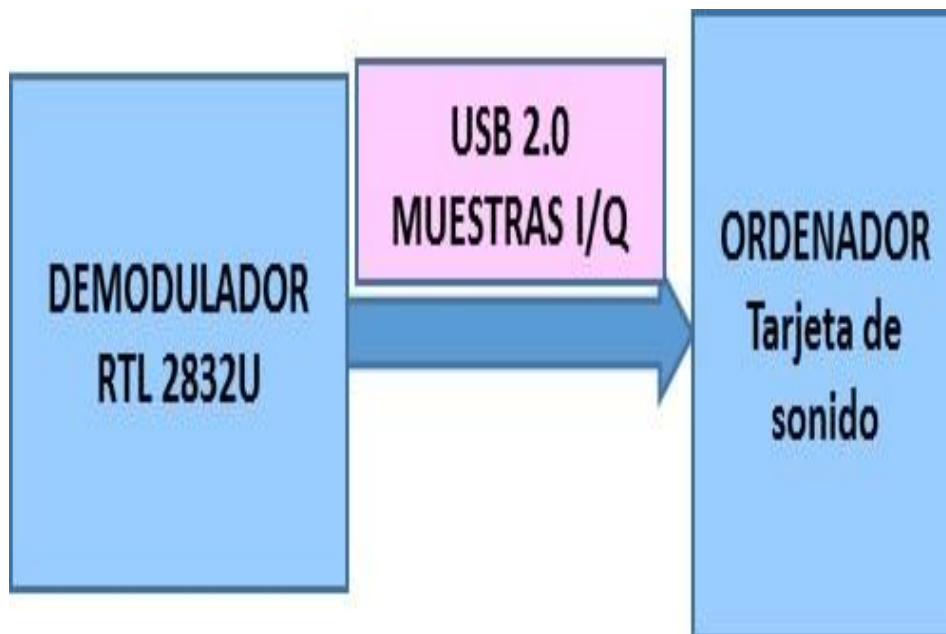 DEMODULADOR
RTL 2832U
USB 2.0
MUESTRAS I/Q
ORDENADOR
Tarjeta de
sonido